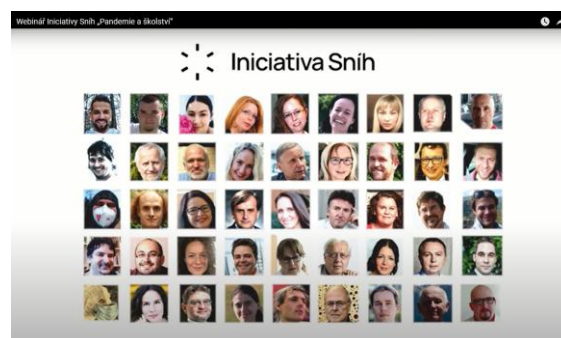 Webinář Iniciativy Sníh „Pandemie a školství“
Iniciativa Sníh